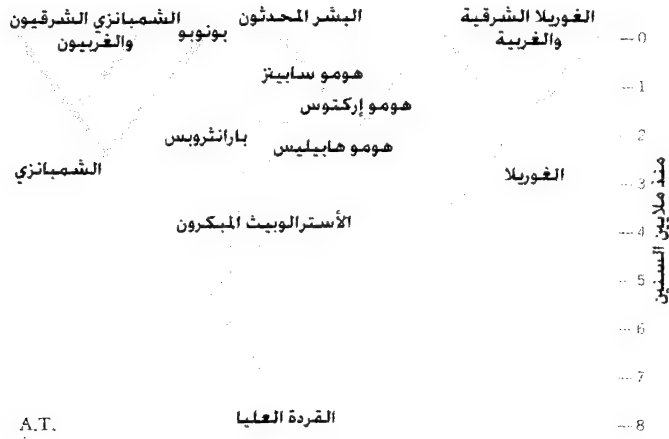 الغوريلا الشرقية
والغربية
البشر المحدثون
بونوبو
الشمبانزي الشرقيون
والغربيون
هومو سابينز
هومو إركتوس
بارانثروبس
هومو هابيليس
الشمبانزي
الغوريلا
الأسترالوبيث المبكرون
القردة العليا
منذ ملايين السنين
0
1
2
3
4
5
6
7
8
A.T.